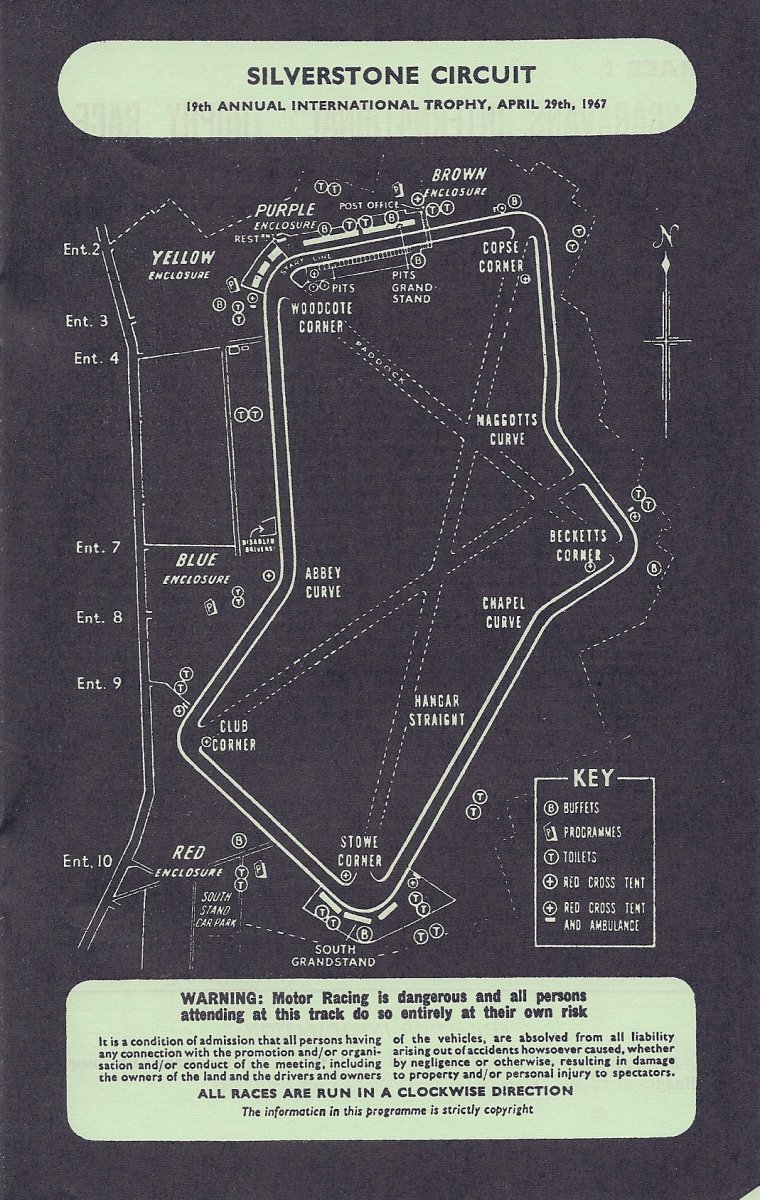 SILVERSTONE CIRCUIT
19th ANNUAL INTERNATIONAL TROPHY, APRIL 29th, 1967
BROWN
ENCLOSURE
PURPLE
ENCLOSURE
POST OFFICE
Ent.2
YELLOW
ENCLOSURE
START LINE
COPSE
CORNER
N
PITS
PITS
GRAND-
STAND
WOODCOTE
CORNER
Ent. 3
Ent. 4
PADDOCK
MAGGOTTS
CURVE
DISABLED
DRIVERS
Ent. 7
BECKETTS
CORNER
BLUE
ENCLOSURE
ABBEY
CURVE
CHAPEL
CURVE
Ent. 8
Ent. 9
HANGAR
STRAIGHT
CLUB
CORNER
KEY
B BUFFETS
P PROGRAMMES
T TOILETS
RED CROSS TENT
RED CROSS TENT
AND AMBULANCE
STOWE
CORNER
Ent. 10
RED
ENCLOSURE
SOUTH
STAND
CAR PARK
SOUTH
GRANDSTAND
WARNING: Motor Racing is dangerous and all persons
attending at this track do so entirely at their own risk
It is a condition of admission that all persons having
any connection with the promotion and/or organi-
sation and/or conduct of the meeting, including
the owners of the land and the drivers and owners
of the vehicles, are absolved from all liability
arising out of accidents howsoever caused, whether
by negligence or otherwise, resulting in damage
to property and/or personal injury to spectators.
ALL RACES ARE RUN IN A CLOCKWISE DIRECTION
The information in this programme is strictly copyright